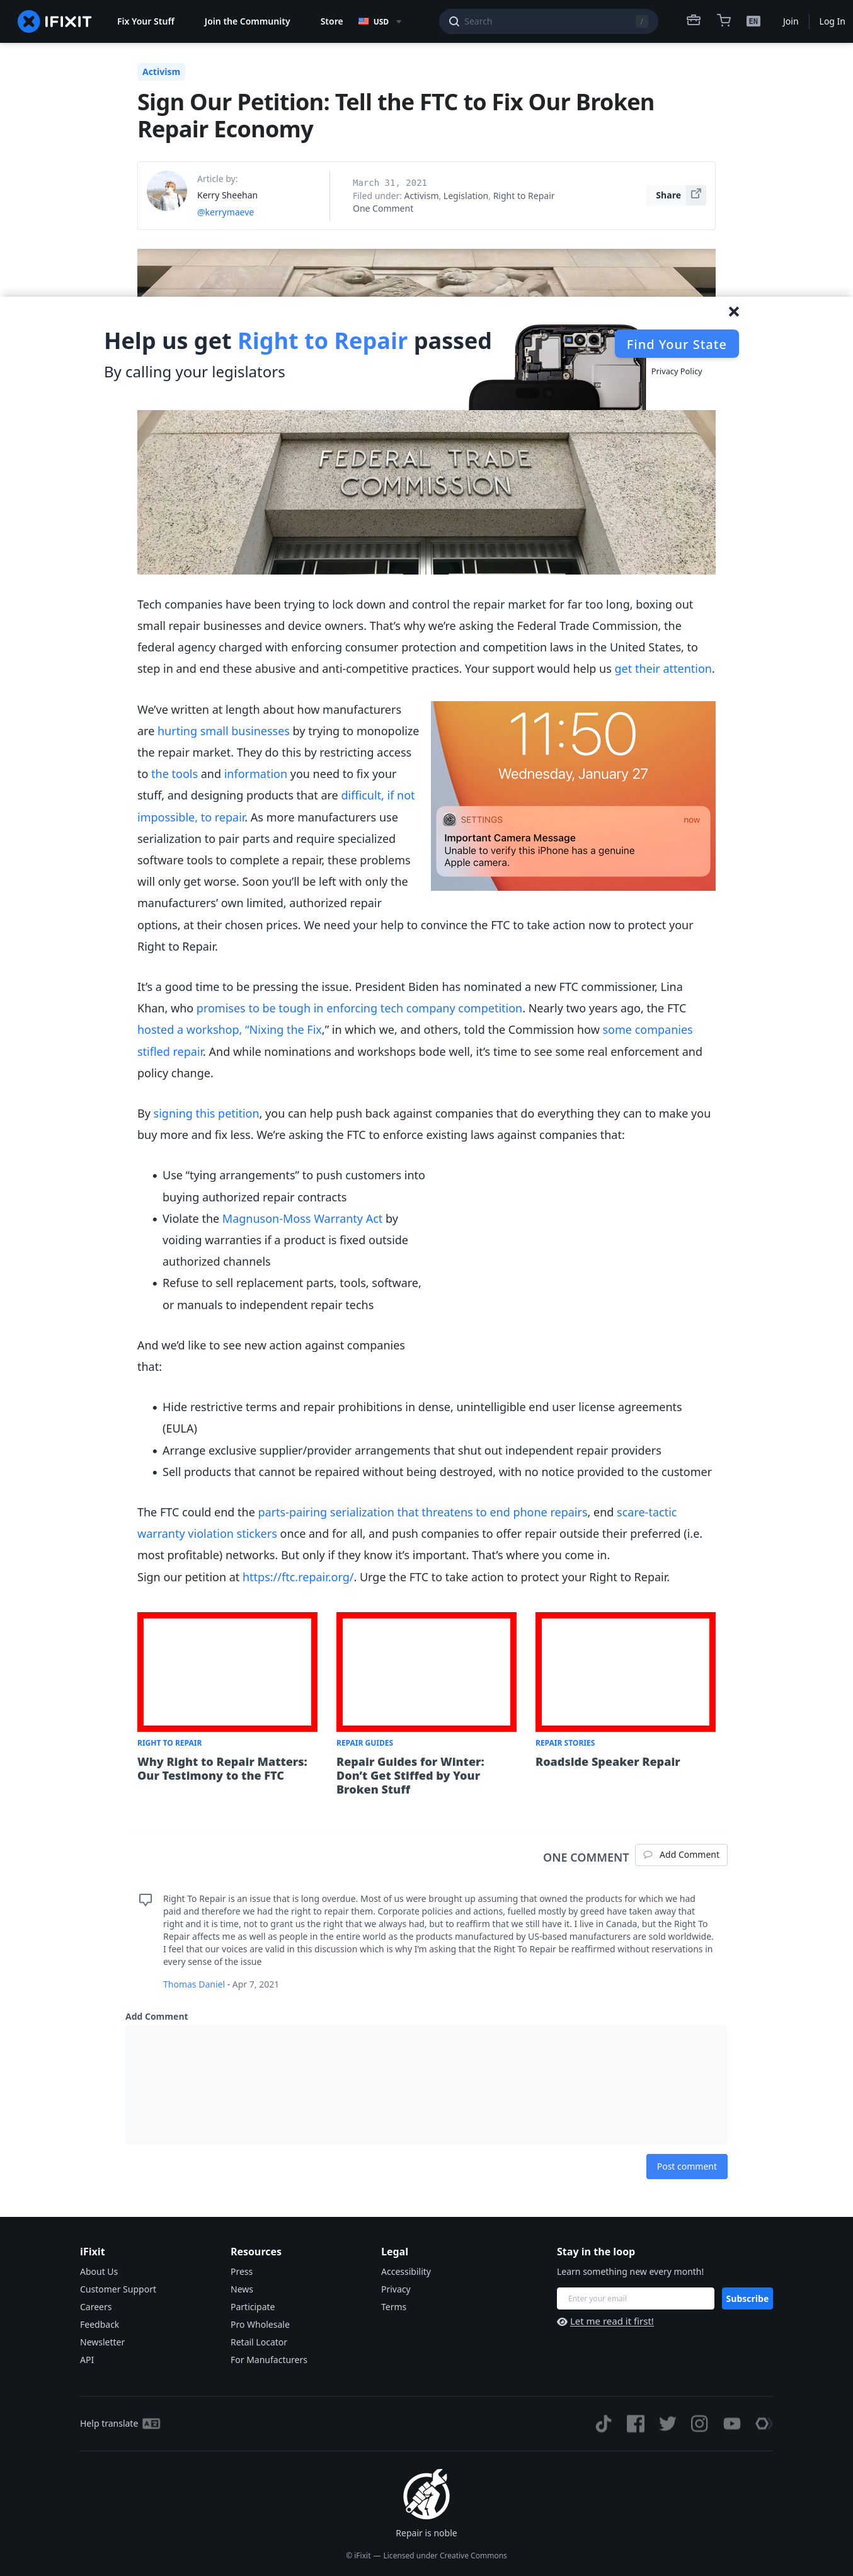 IFIXIT
Fix Your Stuff
Join the Community
Store
USD
Search
/
EN
Join
Log In
Activism
Sign Our Petition: Tell the FTC to Fix Our Broken
Repair Economy
Article by:
Kerry Sheehan
@kerrymaeve
March 31, 2021
Filed under: Activism, Legislation, Right to Repair
One Comment
Share
Help us get Right to Repair passed
By calling your legislators
Find Your State
Privacy Policy
FEDERAL TRADE
COMMISSION
Tech companies have been trying to lock down and control the repair market for far too long, boxing out
small repair businesses and device owners. That’s why we’re asking the Federal Trade Commission, the
federal agency charged with enforcing consumer protection and competition laws in the United States, to
step in and end these abusive and anti-competitive practices. Your support would help us get their attention.
We’ve written at length about how manufacturers
are hurting small businesses by trying to monopolize
the repair market. They do this by restricting access
to the tools and information you need to fix your
stuff, and designing products that are difficult, if not
impossible, to repair. As more manufacturers use
serialization to pair parts and require specialized
software tools to complete a repair, these problems
will only get worse. Soon you’ll be left with only the
manufacturers’ own limited, authorized repair
options, at their chosen prices. We need your help to convince the FTC to take action now to protect your
Right to Repair.
11:50
Wednesday, January 27
SETTINGS
now
Important Camera Message
Unable to verify this iPhone has a genuine
Apple camera.
It’s a good time to be pressing the issue. President Biden has nominated a new FTC commissioner, Lina
Khan, who promises to be tough in enforcing tech company competition. Nearly two years ago, the FTC
hosted a workshop, “Nixing the Fix,” in which we, and others, told the Commission how some companies
stifled repair. And while nominations and workshops bode well, it’s time to see some real enforcement and
policy change.
By signing this petition, you can help push back against companies that do everything they can to make you
buy more and fix less. We’re asking the FTC to enforce existing laws against companies that:
• Use “tying arrangements” to push customers into
buying authorized repair contracts
• Violate the Magnuson-Moss Warranty Act by
voiding warranties if a product is fixed outside
authorized channels
• Refuse to sell replacement parts, tools, software,
or manuals to independent repair techs
And we’d like to see new action against companies
that:
• Hide restrictive terms and repair prohibitions in dense, unintelligible end user license agreements
(EULA)
• Arrange exclusive supplier/provider arrangements that shut out independent repair providers
• Sell products that cannot be repaired without being destroyed, with no notice provided to the customer
The FTC could end the parts-pairing serialization that threatens to end phone repairs, end scare-tactic
warranty violation stickers once and for all, and push companies to offer repair outside their preferred (i.e.
most profitable) networks. But only if they know it’s important. That’s where you come in.
Sign our petition at https://ftc.repair.org/. Urge the FTC to take action to protect your Right to Repair.
RIGHT TO REPAIR
Why Right to Repair Matters:
Our Testimony to the FTC
REPAIR GUIDES
Repair Guides for Winter:
Don’t Get Stiffed by Your
Broken Stuff
REPAIR STORIES
Roadside Speaker Repair
ONE COMMENT
Add Comment
Right To Repair is an issue that is long overdue. Most of us were brought up assuming that owned the products for which we had
paid and therefore we had the right to repair them. Corporate policies and actions, fuelled mostly by greed have taken away that
right and it is time, not to grant us the right that we always had, but to reaffirm that we still have it. I live in Canada, but the Right To
Repair affects me as well as people in the entire world as the products manufactured by US-based manufacturers are sold worldwide.
I feel that our voices are valid in this discussion which is why I’m asking that the Right To Repair be reaffirmed without reservations in
every sense of the issue
Thomas Daniel - Apr 7, 2021
Add Comment
Post comment
iFixit
About Us
Customer Support
Careers
Feedback
Newsletter
API
Resources
Press
News
Participate
Pro Wholesale
Retail Locator
For Manufacturers
Legal
Accessibility
Privacy
Terms
Stay in the loop
Learn something new every month!
Enter your email
Subscribe
Let me read it first!
Help translate
Repair is noble
© iFixit — Licensed under Creative Commons